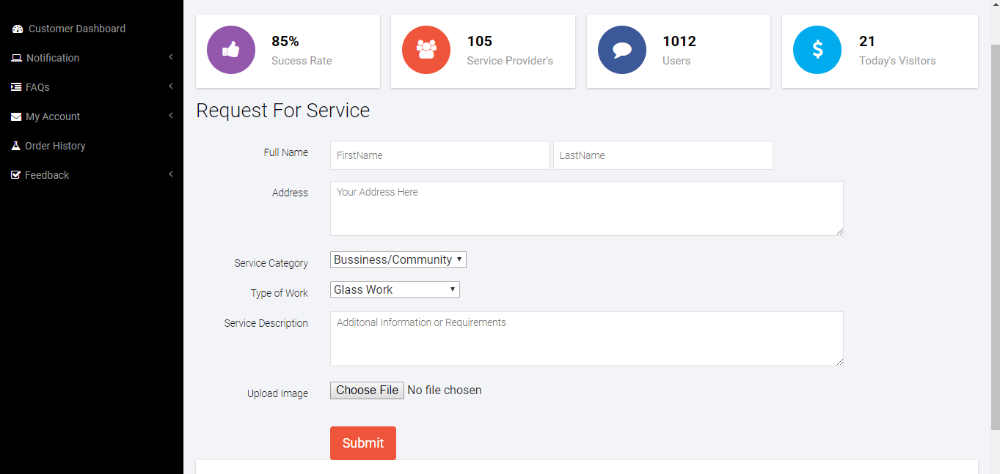 Customer Dashboard
Notification
FAQs
My Account
Order History
Feedback
85%
Sucess Rate
105
Service Provider's
1012
Users
21
Today's Visitors
Request For Service
Full Name FirstName LastName
Address Your Address Here
Service Category Bussiness/Community
Type of Work Glass Work
Service Description Additonal Information or Requirements
Upload Image Choose File No file chosen
Submit